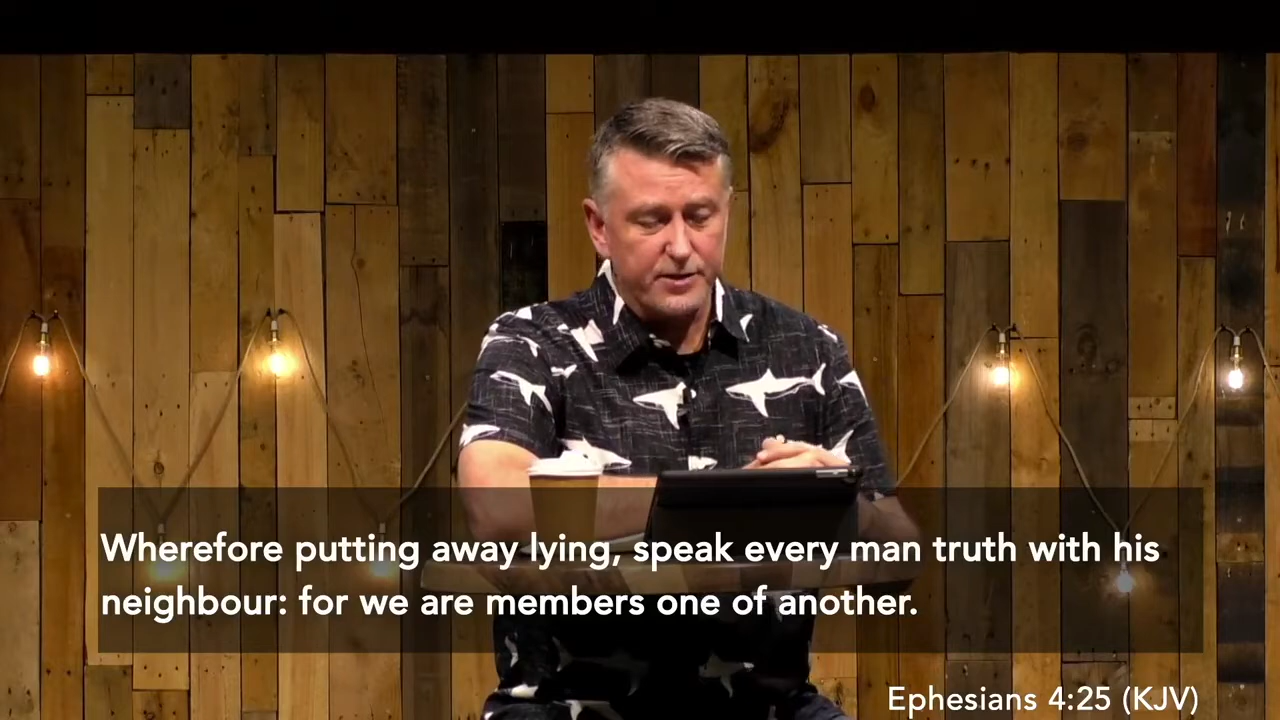 Wherefore putting away lying, speak every man truth with his
neighbour: for we are members one of another.
Ephesians 4:25 (KJV)